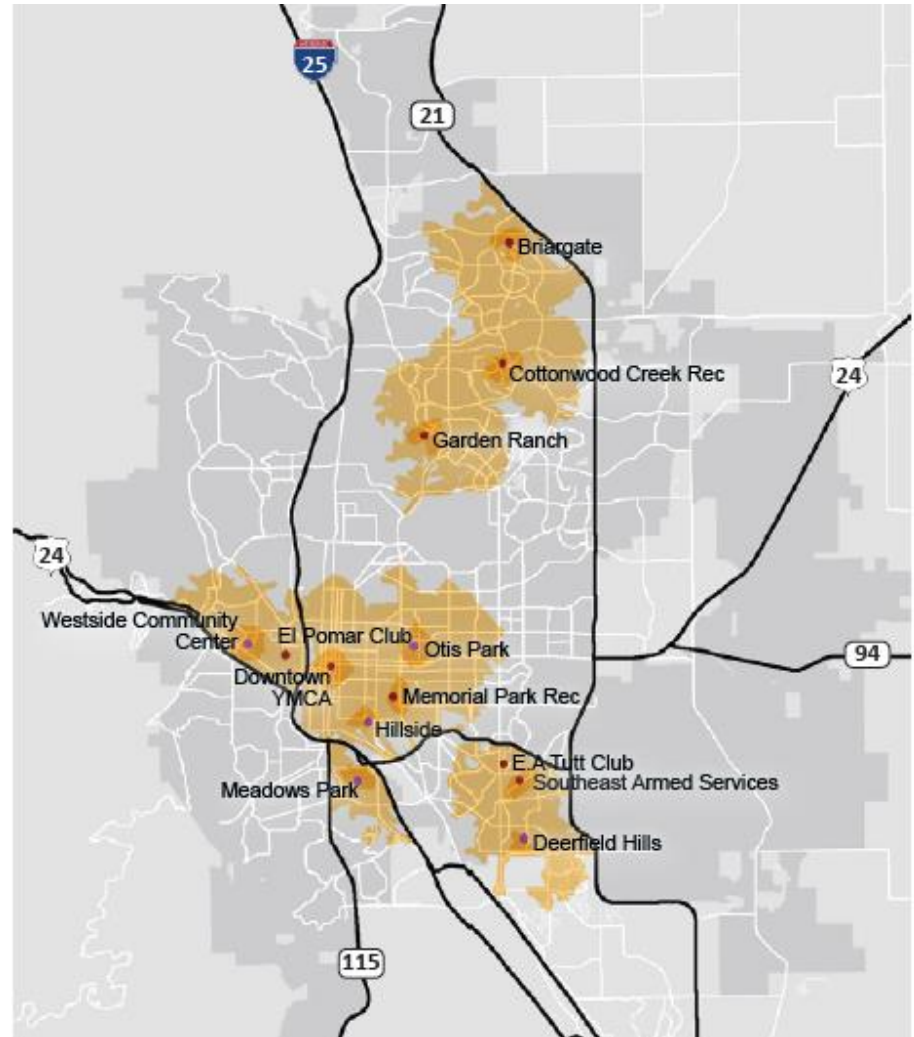 25
21
Briargate
Cottonwood Creek Rec
24
Garden Ranch
24
Westside Community
Center
El Pomar Club
Otis Park
Downtown
YMCA
94
Memorial Park Rec
Hillside
E.A Tutt Club
Southeast Armed Services
Meadows Park
Deerfield Hills
115